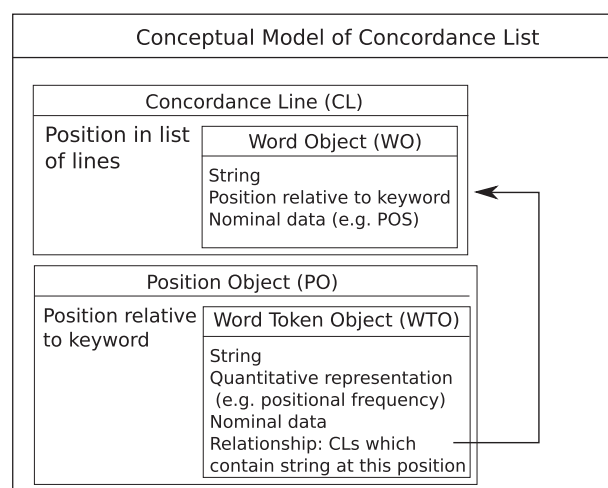 Conceptual Model of Concordance List
Concordance Line (CL)
Position in list
of lines
Word Object (WO)
String
Position relative to keyword
Nominal data (e.g. POS)
Position Object (PO)
Position relative
to keyword
Word Token Object (WTO)
String
Quantitative representation
(e.g. positional frequency)
Nominal data
Relationship: CLs which
contain string at this position